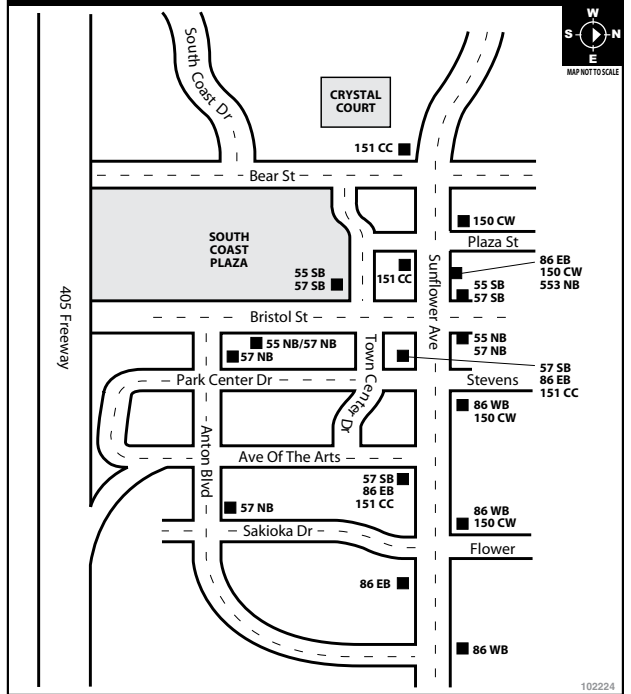 W
S N
E
MAP NOT TO SCALE
South Coast Dr
CRYSTAL
COURT
151 CC
Bear St
150 CW
Plaza St
SOUTH
COAST
PLAZA
55 SB
57 SB
151 CC
86 EB
150 CW
553 NB
55 SB
57 SB
Sunflower Ave
405 Freeway
Bristol St
55 NB/57 NB
57 NB
55 NB
57 NB
Town Center Dr
57 SB
86 EB
151 CC
Park Center Dr
Stevens
86 WB
150 CW
Anton Blvd
Ave Of The Arts
57 SB
86 EB
151 CC
57 NB
86 WB
150 CW
Sakioka Dr
Flower
86 EB
86 WB
102224